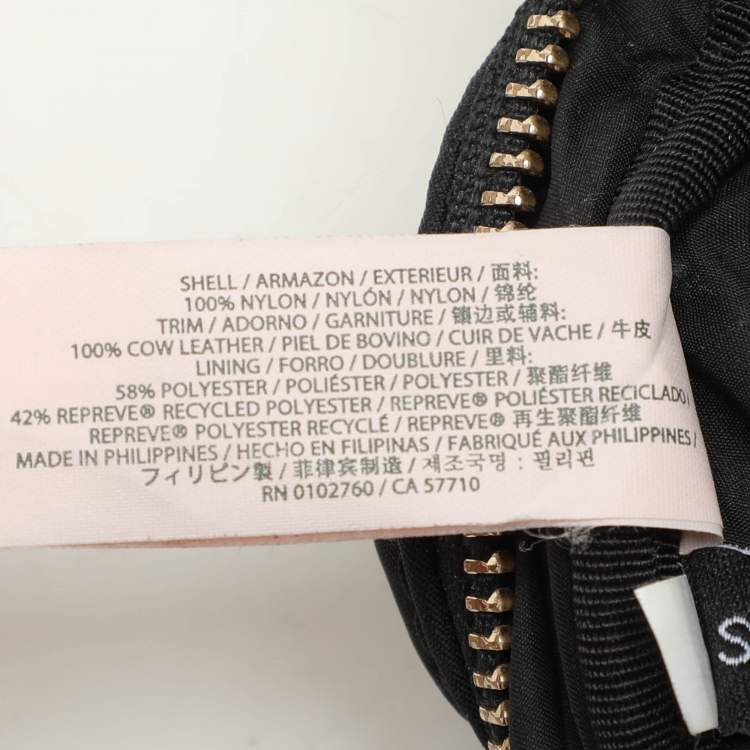 SHELL / ARMAZON / EXTERIEUR / 面料:
100% NYLON / NYLÓN / NYLON / 锦纶
TRIM / ADORNO / GARNITURE / 镶边或辅料:
100% COW LEATHER / PIEL DE BOVINO / CUIR DE VACHE / 牛皮
LINING / FORRO / DOUBLURE / 里料:
58% POLYESTER / POLIÉSTER / POLYESTER / 聚酯纤维
42% REPREVE® RECYCLED POLYESTER / REPREVE® POLIÉSTER RECICLADO /
REPREVE® POLYESTER RECYCLÉ / REPREVE® 再生聚酯纤维
MADE IN PHILIPPINES / HECHO EN FILIPINAS / FABRIQUÉ AUX PHILIPPINES /
フィリピン製 / 菲律宾制造 / 제조국명 : 필리핀
RN 0102760 / CA 57710
S